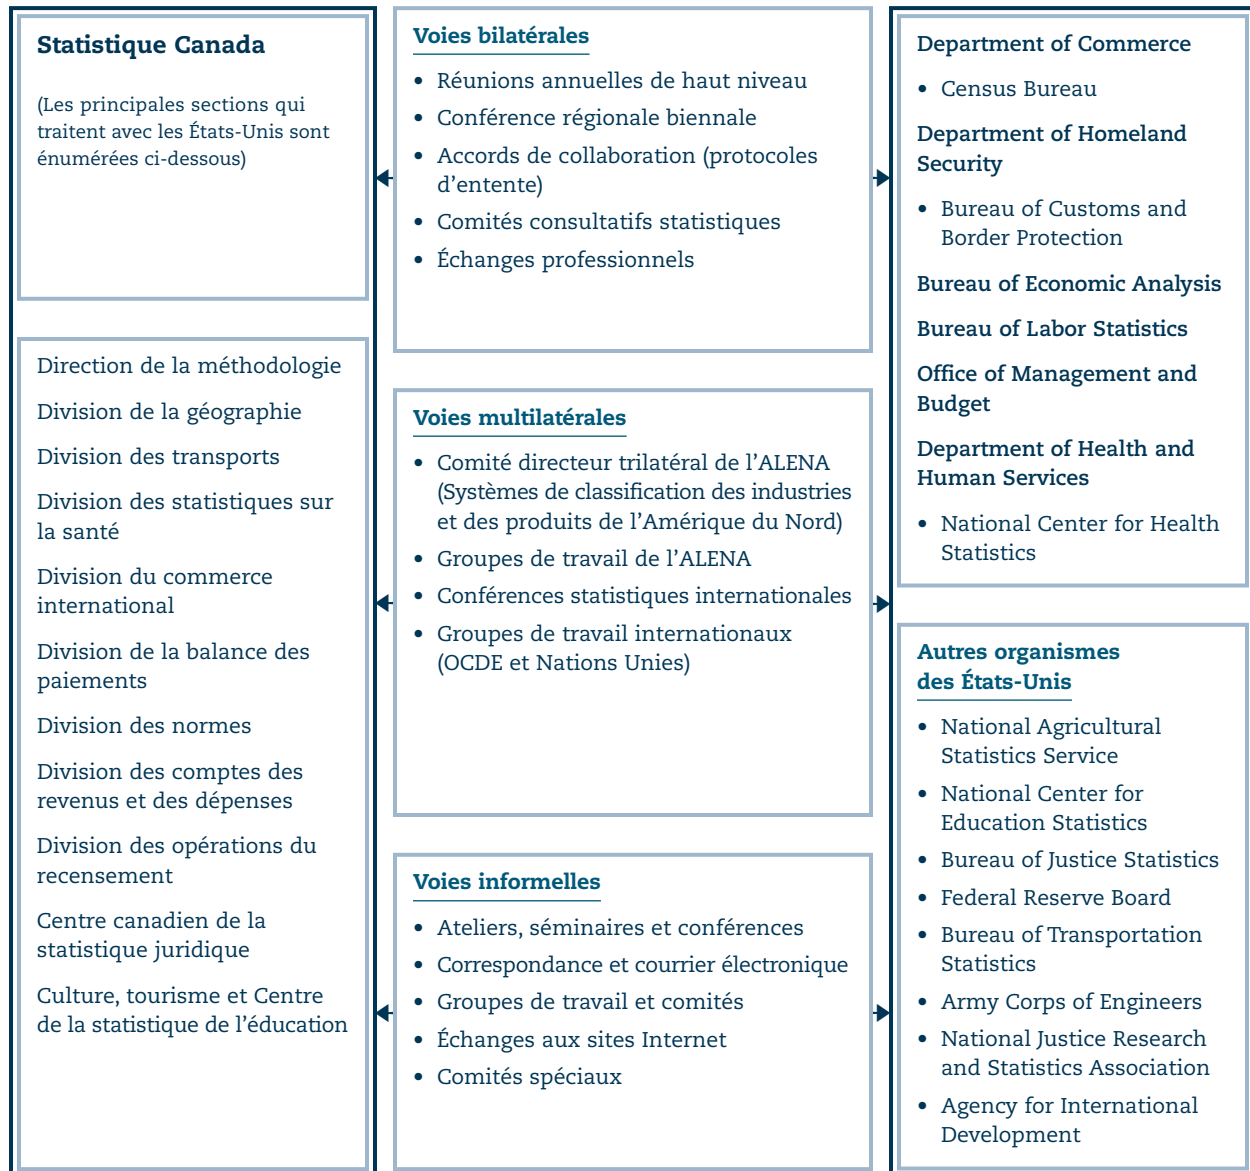 Statistique Canada
(Les principales sections qui
traitent avec les États-Unis sont
énumérées ci-dessous)
Direction de la méthodologie
Division de la géographie
Division des transports
Division des statistiques sur
la santé
Division du commerce
international
Division de la balance des
paiements
Division des normes
Division des comptes des
revenus et des dépenses
Division des opérations du
recensement
Centre canadien de la
statistique juridique
Culture, tourisme et Centre
de la statistique de l'éducation
Voies bilatérales
• Réunions annuelles de haut niveau
• Conférence régionale biennale
• Accords de collaboration (protocoles
d'entente)
• Comités consultatifs statistiques
• Échanges professionnels
Voies multilatérales
• Comité directeur trilatéral de l'ALENA
(Systèmes de classification des industries
et des produits de l'Amérique du Nord)
• Groupes de travail de l'ALENA
• Conférences statistiques internationales
• Groupes de travail internationaux
(OCDE et Nations Unies)
Voies informelles
• Ateliers, séminaires et conférences
• Correspondance et courrier électronique
• Groupes de travail et comités
• Échanges aux sites Internet
• Comités spéciaux
Department of Commerce
• Census Bureau
Department of Homeland
Security
• Bureau of Customs and
Border Protection
Bureau of Economic Analysis
Bureau of Labor Statistics
Office of Management and
Budget
Department of Health and
Human Services
• National Center for Health
Statistics
Autres organismes
des États-Unis
• National Agricultural
Statistics Service
• National Center for
Education Statistics
• Bureau of Justice Statistics
• Federal Reserve Board
• Bureau of Transportation
Statistics
• Army Corps of Engineers
• National Justice Research
and Statistics Association
• Agency for International
Development